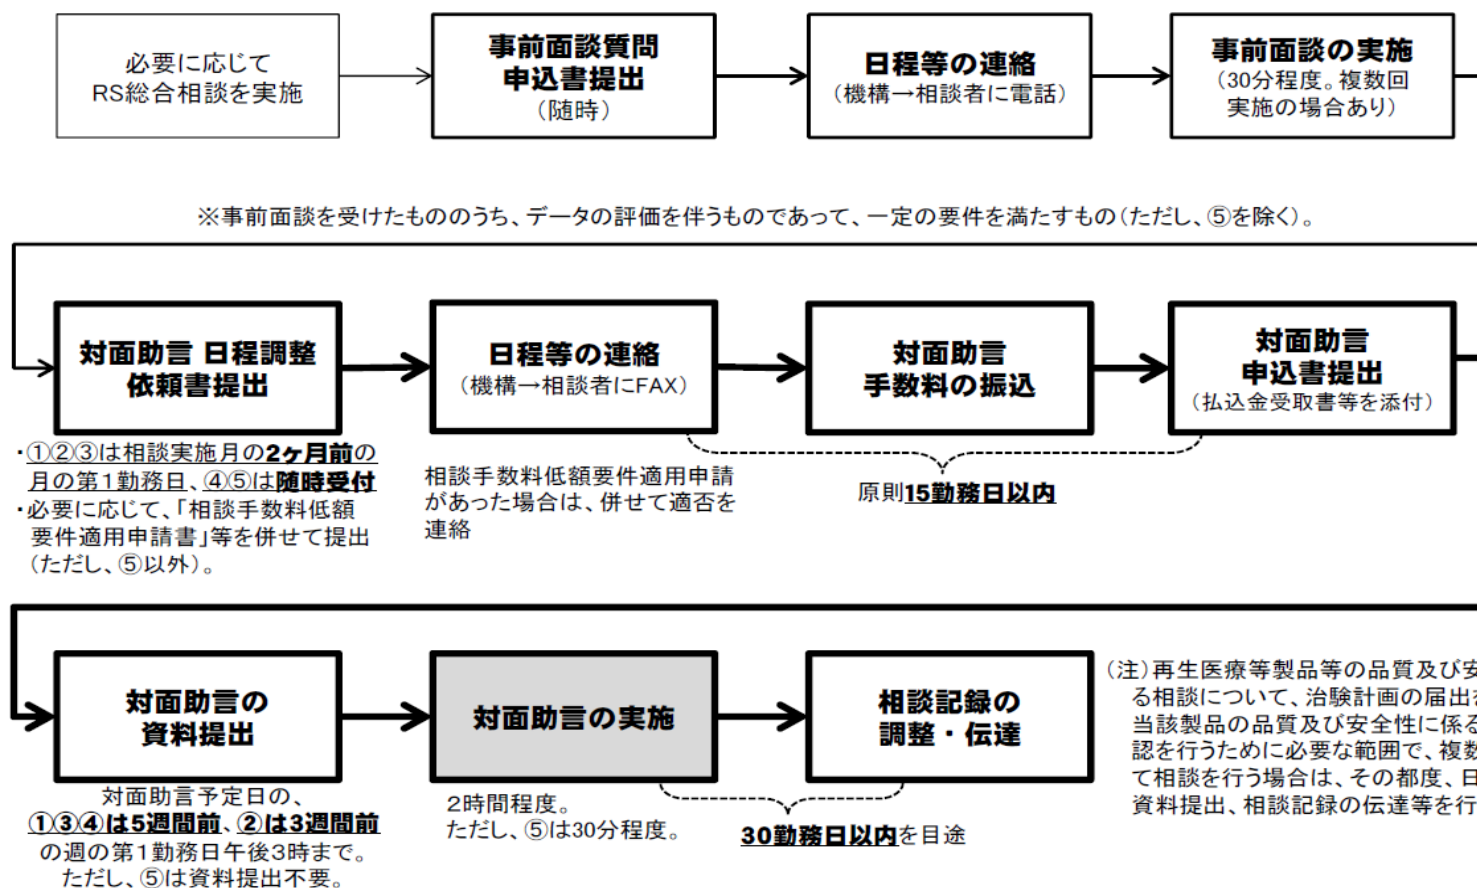 必要に応じて
RS総合相談を実施
事前面談質問
申込書提出
（随時）
日程等の連絡
（機構→相談者に電話）
事前面談の実施
（30分程度。複数回
実施の場合あり）
※事前面談を受けたもののうち、データの評価を伴うものであって、一定の要件を満たすもの（ただし、⑤を除く）。
対面助言 日程調整
依頼書提出
日程等の連絡
（機構→相談者にFAX）
対面助言
手数料の振込
対面助言
申込書提出
（払込金受取書等を添付）
・①②③は相談実施月の2ヶ月前の
月の第1勤務日、④⑤は随時受付
・必要に応じて、「相談手数料低額
要件適用申請書」等を併せて提出
（ただし、⑤以外）。
相談手数料低額要件適用申請
があった場合は、併せて適否を
連絡
原則15勤務日以内
対面助言の
資料提出
対面助言の実施
相談記録の
調整・伝達
対面助言予定日の、
①③④は5週間前、②は3週間前
の週の第1勤務日午後3時まで。
ただし、⑤は資料提出不要。
2時間程度。
ただし、⑤は30分程度。
30勤務日以内を目途
（注）再生医療等製品等の品質及び安
る相談について、治験計画の届出
当該製品の品質及び安全性に係る
認を行うために必要な範囲で、複数
て相談を行う場合は、その都度、日
資料提出、相談記録の伝達等を行